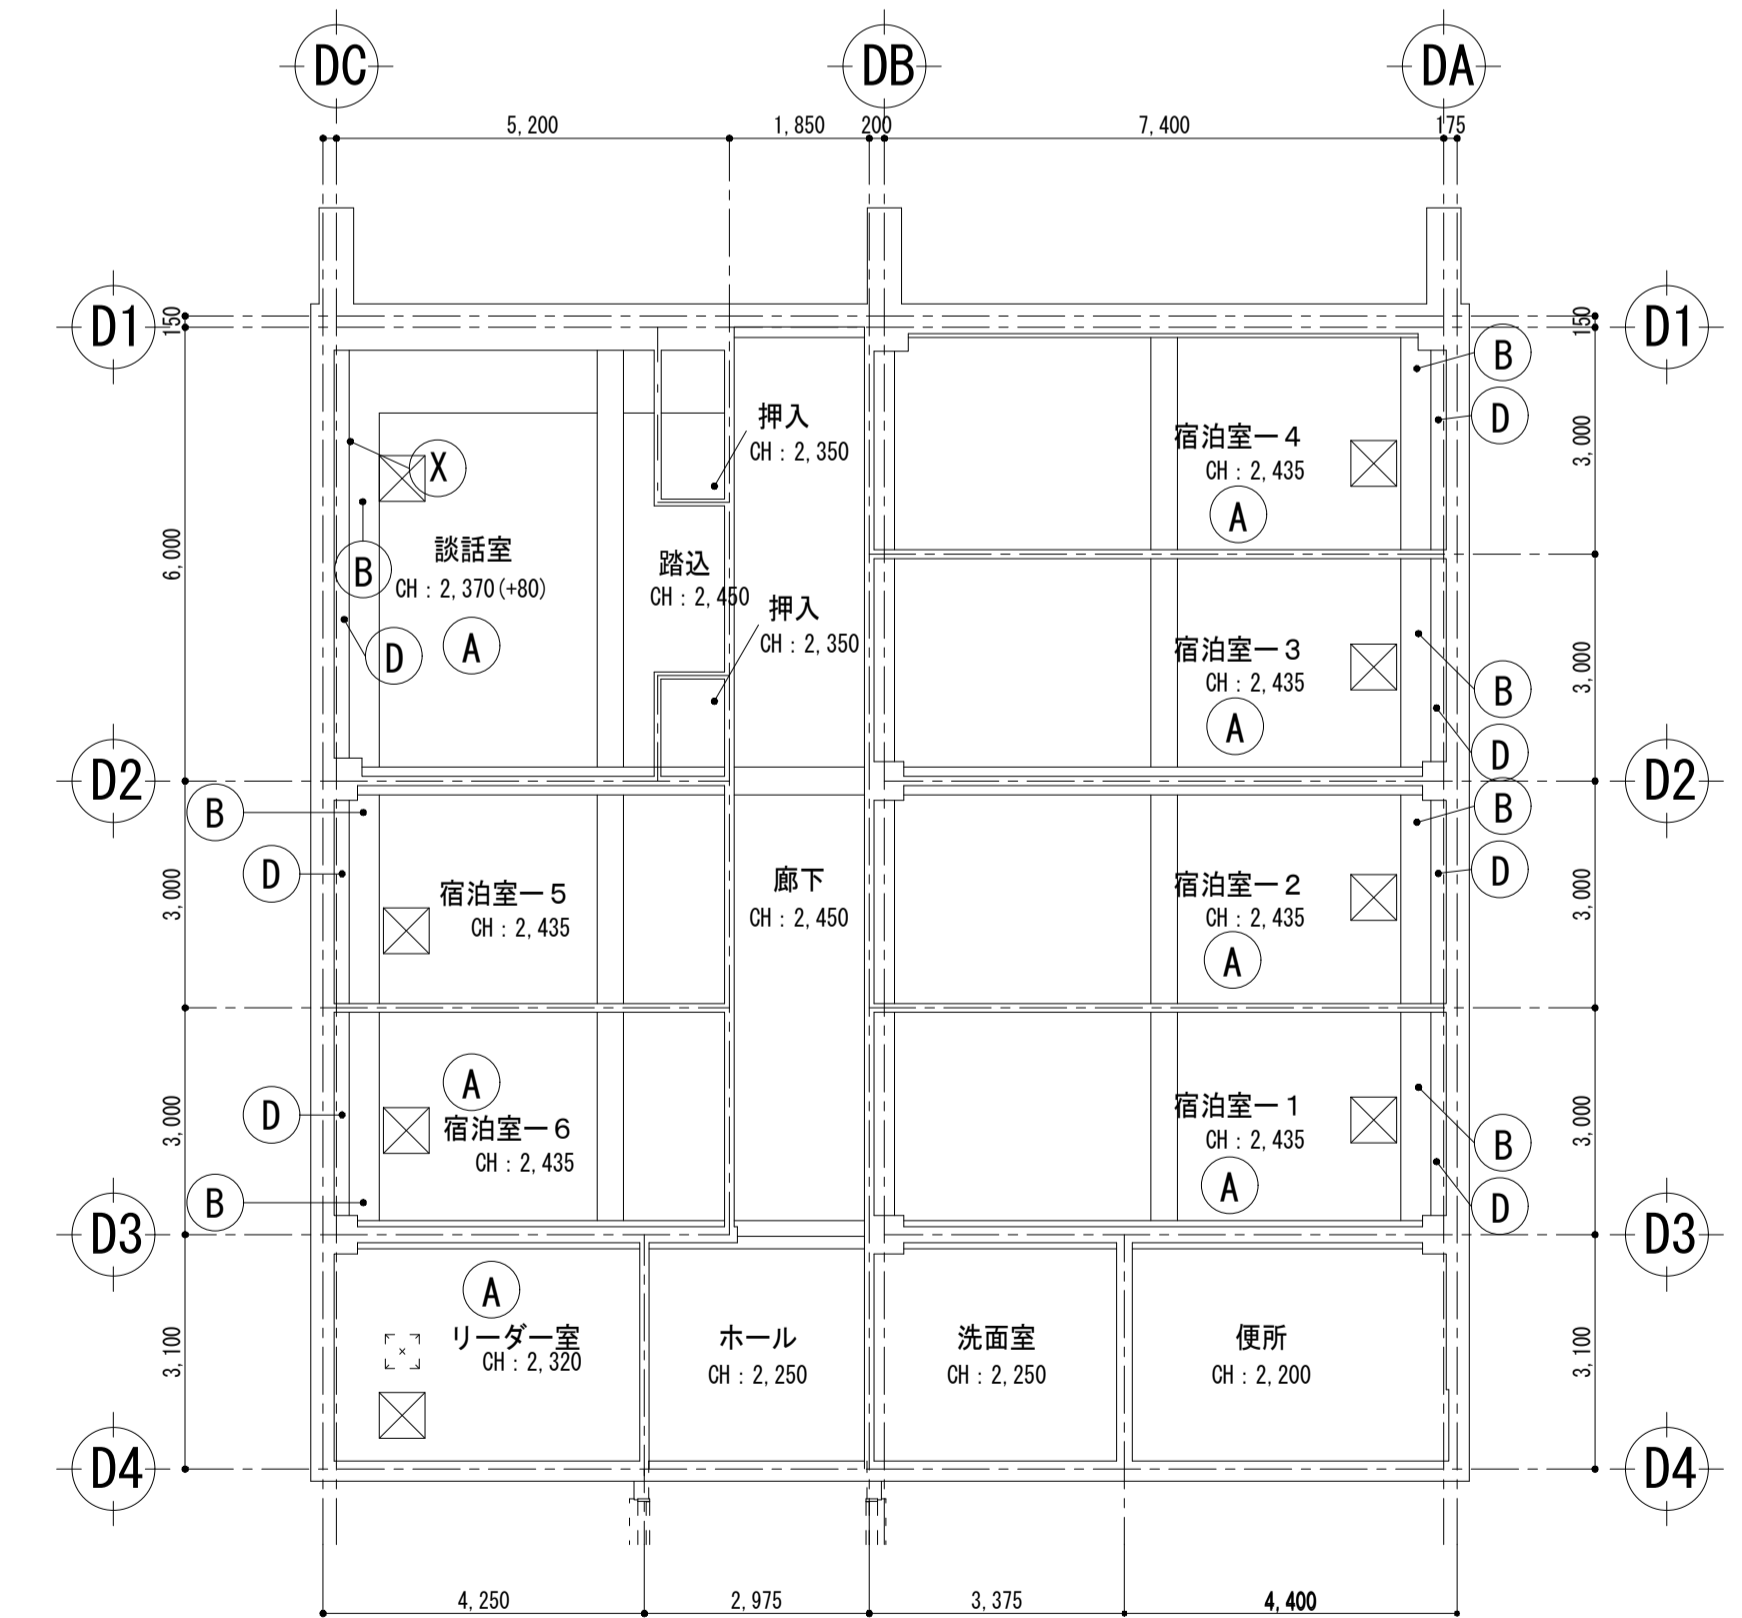 DC DB DA
5,200 1,850 200 7,400 175
D1 150 150 D1
B
押入
CH：2,350
宿泊室－４
CH：2,435
D
3,000
X
A
6,000
B
談話室
CH：2,370(+80)
踏込
CH：2,450
押入
CH：2,350
D
A
宿泊室－３
CH：2,435
A
3,000
B
D
D2 D2
B
B
D
D
3,000
宿泊室－５
CH：2,435
廊下
CH：2,450
宿泊室－２
CH：2,435
A
3,000
A
D
3,000
宿泊室－６
CH：2,435
宿泊室－１
CH：2,435
A
3,000
B
B
D
D3 D3
A
3,100
リーダー室
CH：2,320
ホール
CH：2,250
洗面室
CH：2,250
便所
CH：2,200
3,100
D4 D4
4,250 2,975 3,375 4,400